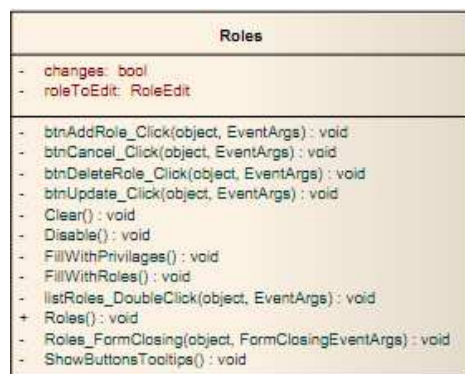 Roles
- changes: bool
- roleToEdit: RoleEdit
- btnAddRole_Click(object, EventArgs) : void
- btnCancel_Click(object, EventArgs) : void
- btnDeleteRole_Click(object, EventArgs) : void
- btnUpdate_Click(object, EventArgs) : void
- Clear() : void
- Disable() : void
- FillWithPrivilages() : void
- FillWithRoles() : void
- listRoles_DoubleClick(object, EventArgs) : void
+ Roles() : void
- Roles_FormClosing(object, FormClosingEventArgs) : void
- ShowButtonsTooltips() : void